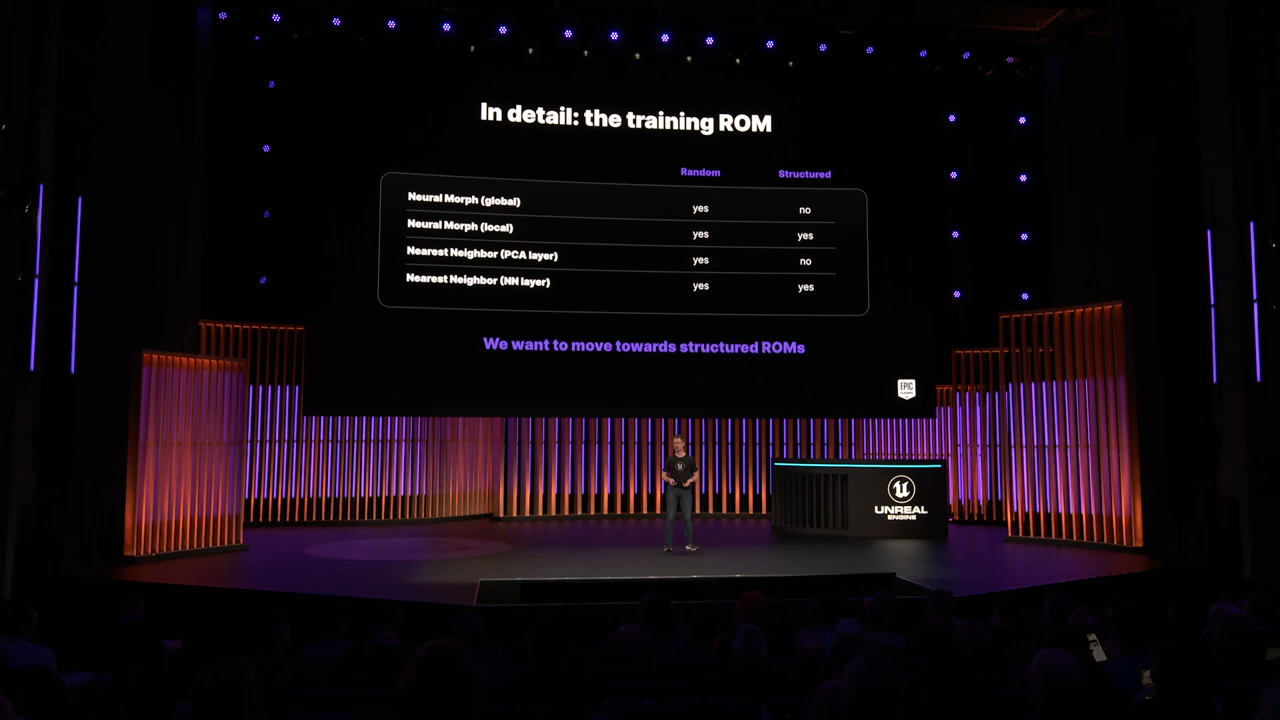 In detail: the training ROM
Random Structured
Neural Morph (global) yes no
Neural Morph (local) yes yes
Nearest Neighbor (PCA layer) yes no
Nearest Neighbor (NN layer) yes yes
We want to move towards structured ROMs
EPIC
GAMES
UNREAL
ENGINE